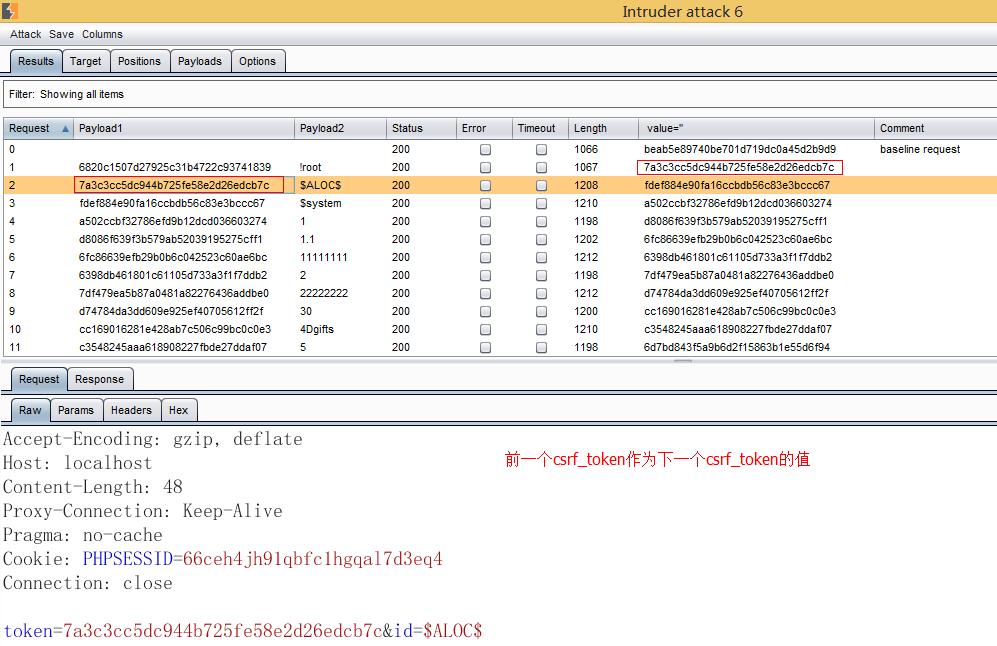 Intruder attack 6
Attack Save Columns
Results Target Positions Payloads Options
Filter: Showing all items
Request Payload1 Payload2 Status Error Timeout Length value=" Comment
0 200 1066 beab5e89740be701d719dc0a45d2b9d9 baseline request
1 6820c1507d27925c31b4722c93741839 !root 200 1067 7a3c3cc5dc944b725fe58e2d26edcb7c
2 7a3c3cc5dc944b725fe58e2d26edcb7c $ALOC$ 200 1208 fdef884e90fa16ccbdb56c83e3bccc67
3 fdef884e90fa16ccbdb56c83e3bccc67 $system 200 1210 a502ccbf32786efd9b12dcd036603274
4 a502ccbf32786efd9b12dcd036603274 1 200 1198 d8086f639f3b579ab52039195275cff1
5 d8086f639f3b579ab52039195275cff1 1.1 200 1202 6fc86639efb29b0b6c042523c60ae6bc
6 6fc86639efb29b0b6c042523c60ae6bc 11111111 200 1212 6398db461801c61105d733a3f1f7ddb2
7 6398db461801c61105d733a3f1f7ddb2 2 200 1198 7df479ea5b87a0481a82276436addbe0
8 7df479ea5b87a0481a82276436addbe0 22222222 200 1212 d74784da3dd609e925ef40705612ff2f
9 d74784da3dd609e925ef40705612ff2f 30 200 1200 cc169016281e428ab7c506c99bc0c0e3
10 cc169016281e428ab7c506c99bc0c0e3 4Dgifts 200 1210 c3548245aaa618908227fbde27ddaf07
11 c3548245aaa618908227fbde27ddaf07 5 200 1198 6d7bd843f5a9b6d2f15863b1e55d6f94
Request Response
Raw Params Headers Hex
Accept-Encoding: gzip, deflate
Host: localhost
前一个csrf_token作为下一个csrf_token的值
Content-Length: 48
Proxy-Connection: Keep-Alive
Pragma: no-cache
Cookie: PHPSESSID=66ceh4jh91qbfc1hgqal7d3eq4
Connection: close
token=7a3c3cc5dc944b725fe58e2d26edcb7c&id=$ALOC$